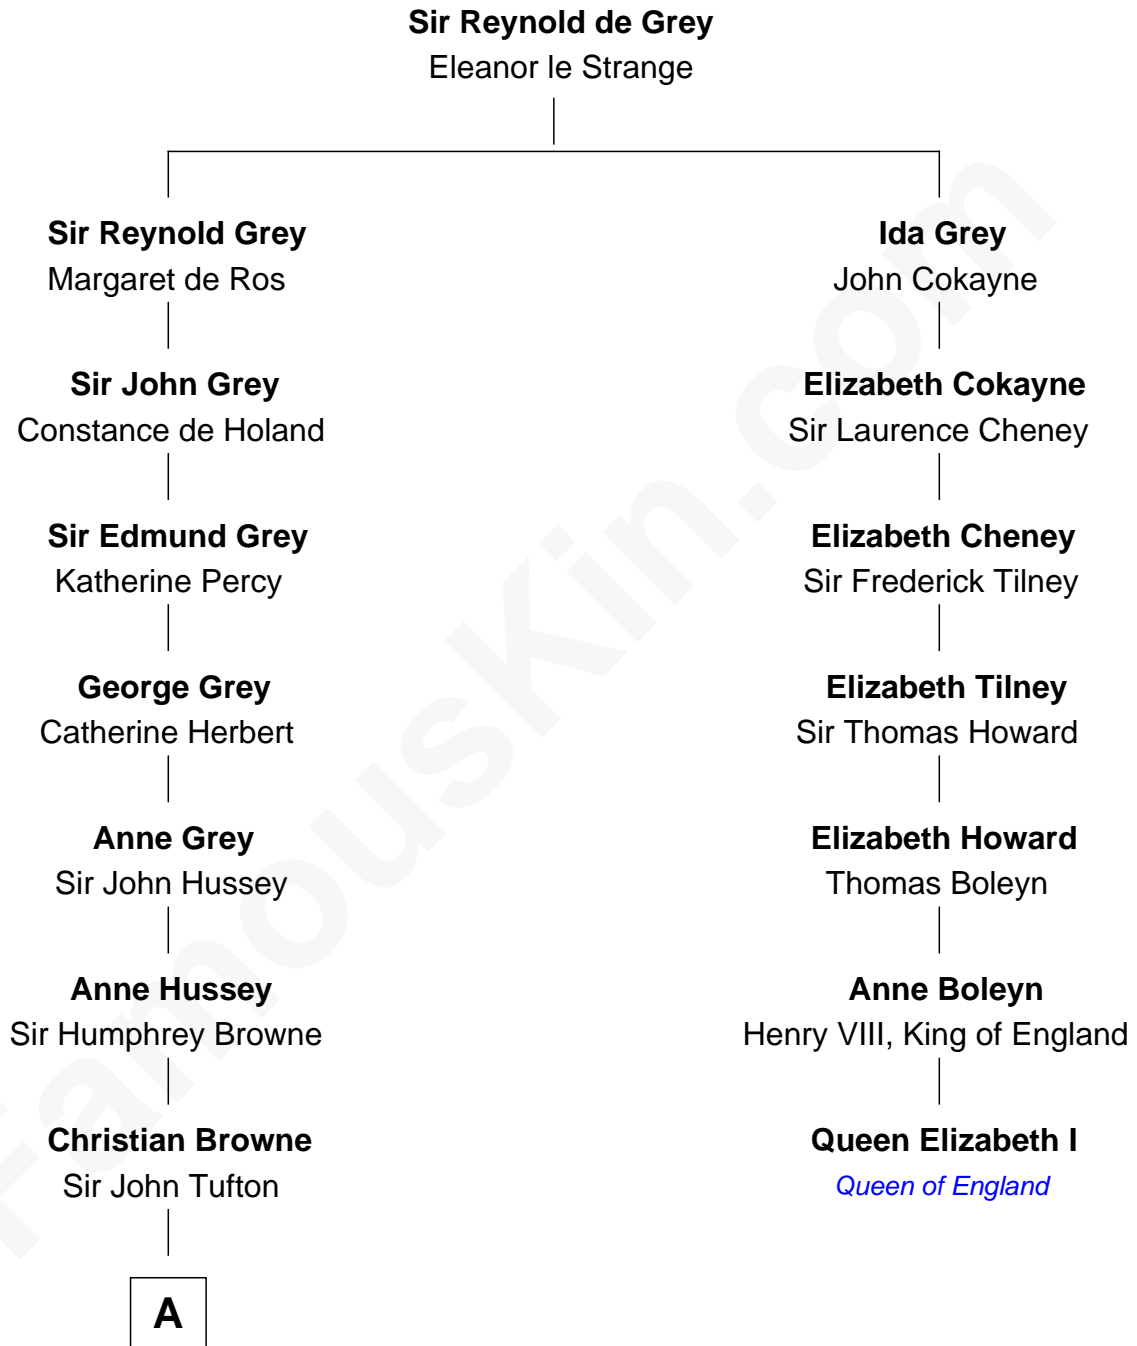 Sir Reynold de Grey
Eleanor le Strange
Sir Reynold Grey
Margaret de Ros
Sir John Grey
Constance de Holand
Sir Edmund Grey
Katherine Percy
George Grey
Catherine Herbert
Anne Grey
Sir John Hussey
Anne Hussey
Sir Humphrey Browne
Christian Browne
Sir John Tufton
A
Ida Grey
John Cokayne
Elizabeth Cokayne
Sir Laurence Cheney
Elizabeth Cheney
Sir Frederick Tilney
Elizabeth Tilney
Sir Thomas Howard
Elizabeth Howard
Thomas Boleyn
Anne Boleyn
Henry VIII, King of England
Queen Elizabeth I
Queen of England
FamousKin.com